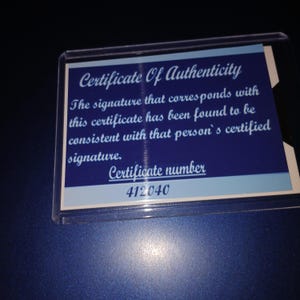 Certificate Of Authenticity
The signature that corresponds with
this certificate has been found to be
consistent with that person`s certified
signature.
Certificate number
412040